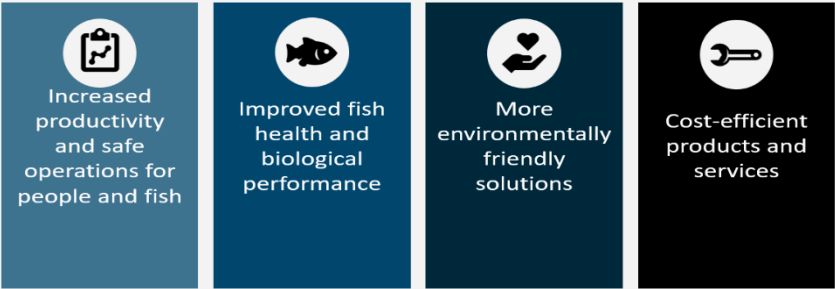 Increased
productivity
and safe
operations for
people and fish
Improved fish
health and
biological
performance
More
environmentally
friendly
solutions
Cost-efficient
products and
services